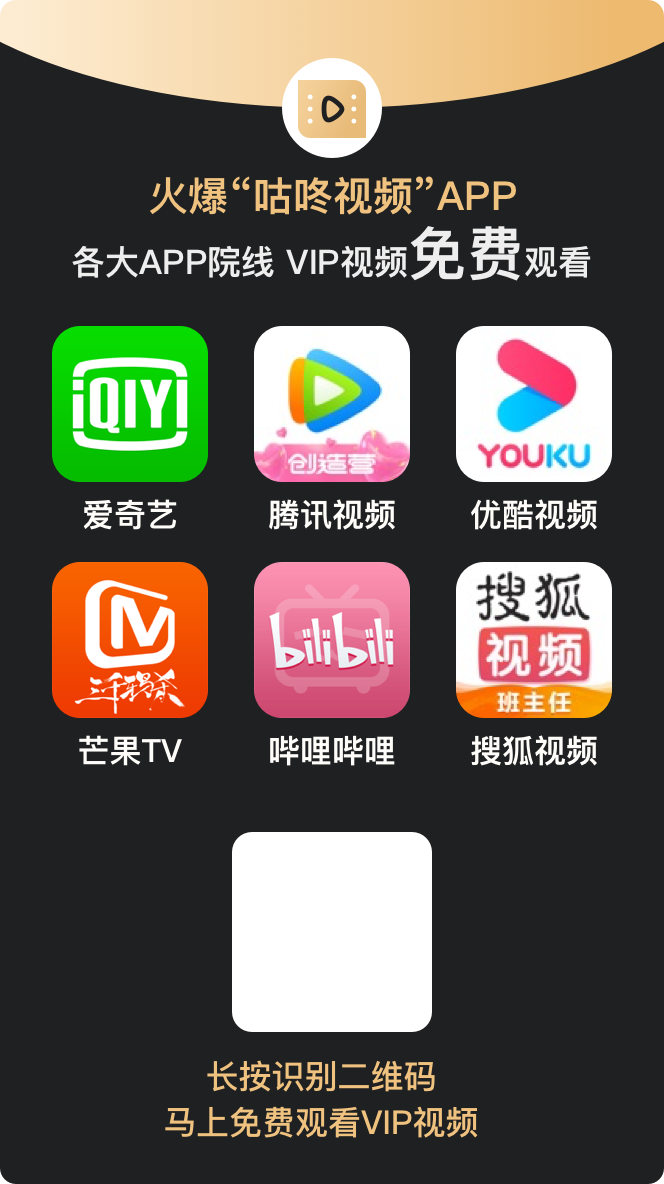 火爆“咕咚视频”APP
各大APP院线 VIP视频免费观看
iQIYI
创造营
YOUKU
爱奇艺
腾讯视频
优酷视频
三千鸦杀
bilibili
搜狐
视频
班主任
芒果TV
哔哩哔哩
搜狐视频
长按识别二维码
马上免费观看VIP视频